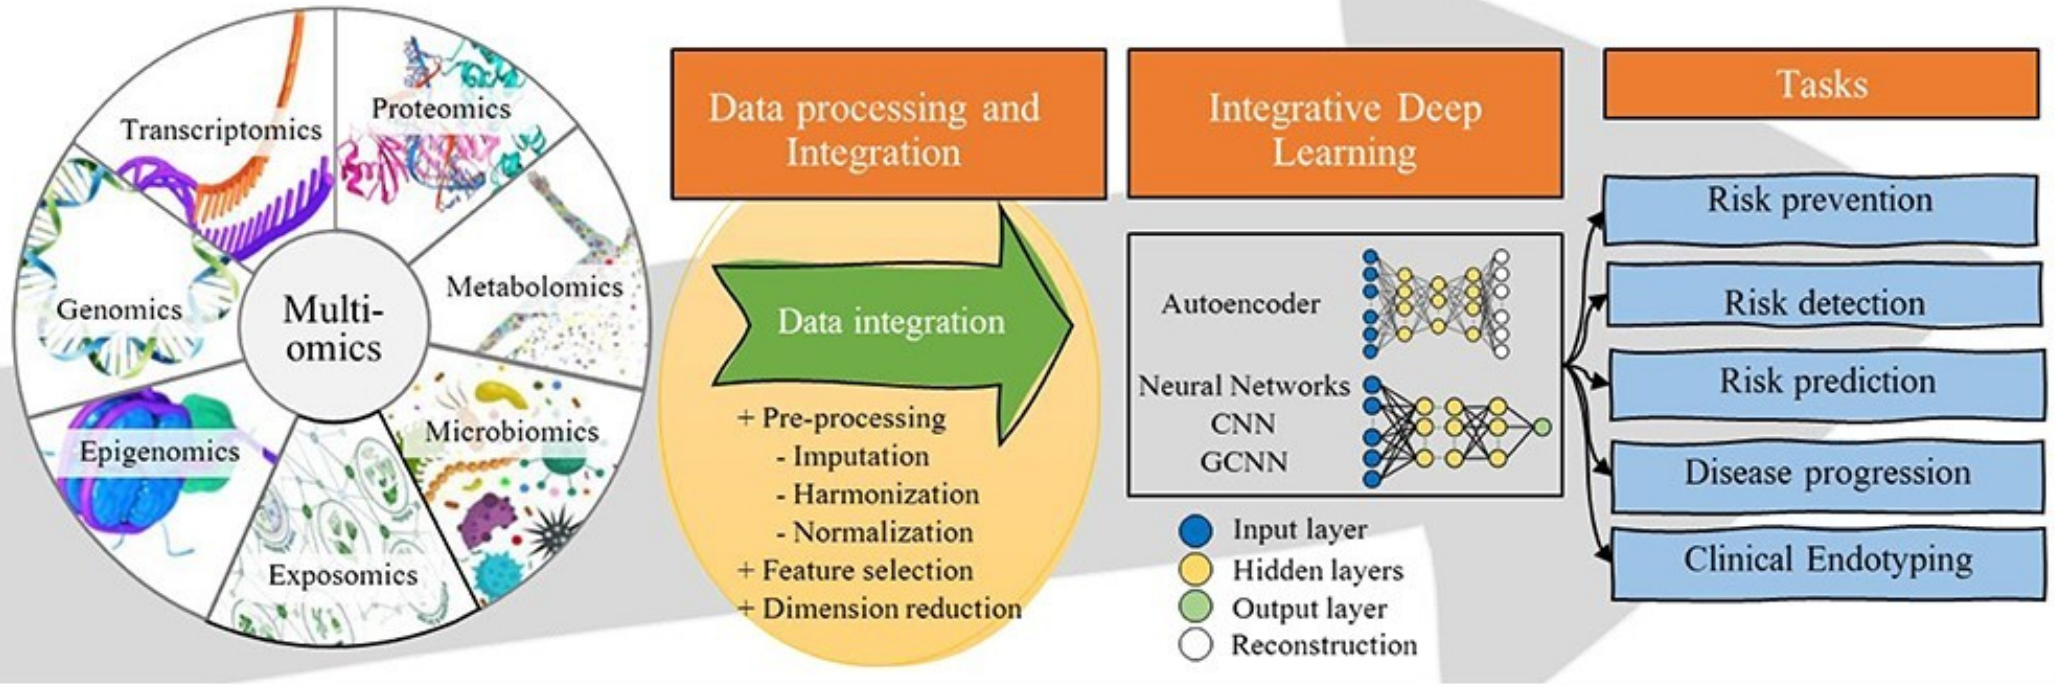 Transcriptomics
Proteomics
Metabolomics
Genomics
Multi-
omics
Microbiomics
Epigenomics
Exposomics
Data processing and
Integration
Data integration
+ Pre-processing
- Imputation
- Harmonization
- Normalization
+ Feature selection
+ Dimension reduction
Integrative Deep
Learning
Autoencoder
Neural Networks
CNN
GCNN
Input layer
Hidden layers
Output layer
Reconstruction
Tasks
Risk prevention
Risk detection
Risk prediction
Disease progression
Clinical Endotyping